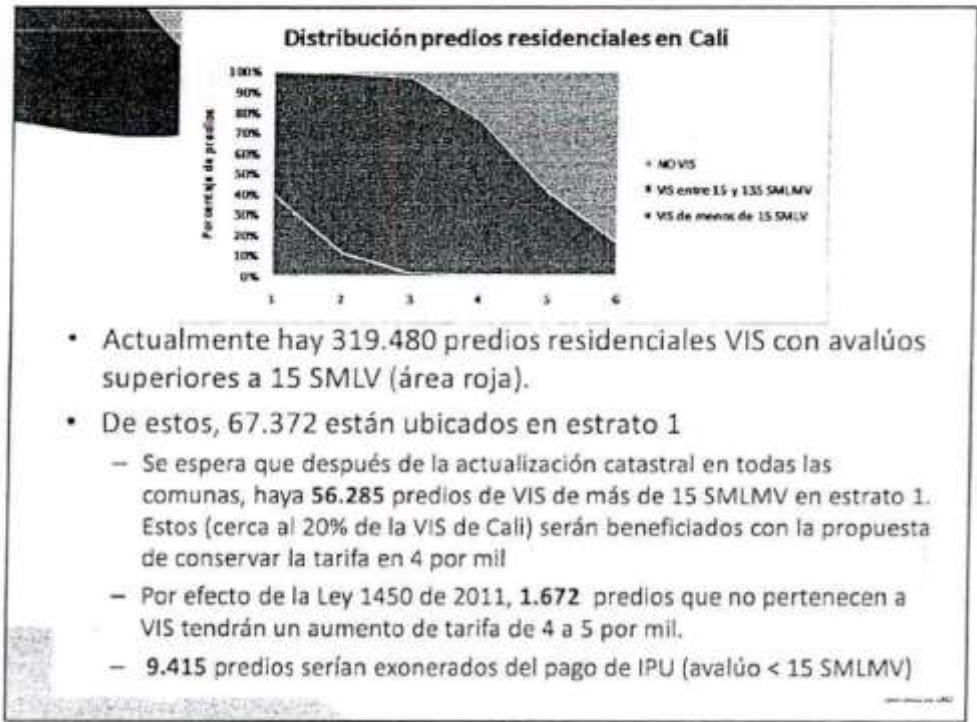 Distribución predios residenciales en Cali
Porcentaje de predios
100%
90%
80%
70%
60%
50%
40%
30%
20%
10%
0%
1 2 3 4 5 6
NO VIS
VIS entre 15 y 135 SMLMV
VIS de menos de 15 SMLV
• Actualmente hay 319.480 predios residenciales VIS con avalúos
superiores a 15 SMLV (área roja).
• De estos, 67.372 están ubicados en estrato 1
– Se espera que después de la actualización catastral en todas las
comunas, haya 56.285 predios de VIS de más de 15 SMLMV en estrato 1.
Estos (cerca al 20% de la VIS de Cali) serán beneficiados con la propuesta
de conservar la tarifa en 4 por mil
– Por efecto de la Ley 1450 de 2011, 1.672 predios que no pertenecen a
VIS tendrán un aumento de tarifa de 4 a 5 por mil.
– 9.415 predios serían exonerados del pago de IPU (avalúo < 15 SMLMV)